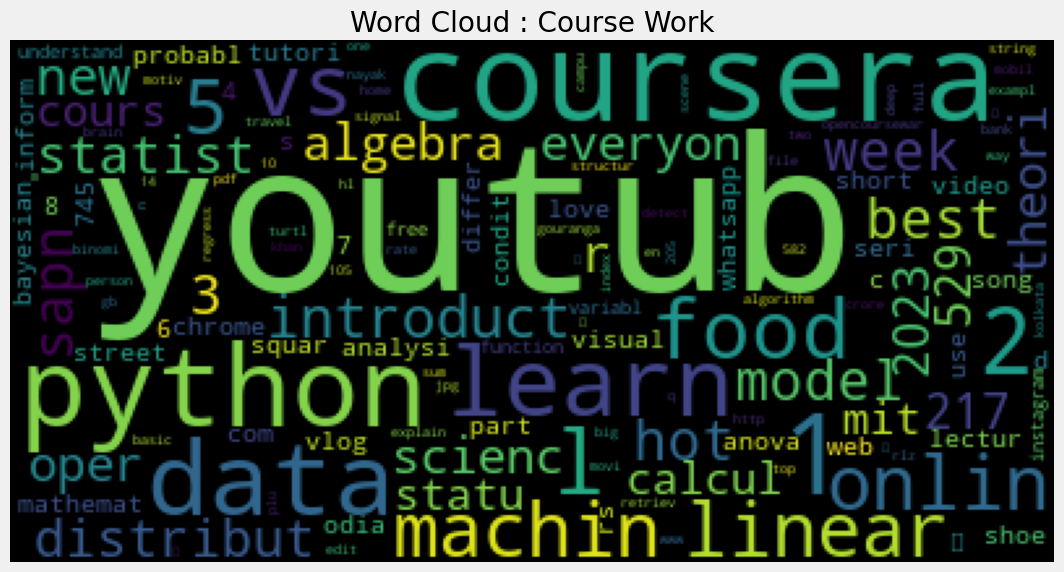 Word Cloud : Course Work
understand
probabl
tutori
one
coursera
string
new
motiv
5
4
vs
nayak
home
campu
scene
deep
full
mobil
exampl
cours
travel
signal
brain
s
algebra
everyon
two
opencoursewar
bank
week
way
theori
statist
10
structur
file
short
video
bayesian
inform
8
745
14
pdf
c
h1
youtub
differ
condit
love
gouranga
detect
whatsapp
best
sapn
binomi
regress
turtl
khan
7
free
rate
r
en
205
582
seri
105
index
person
gb
3
algorithm
c
song
crore
2023
529
kolkata
6
chrome
introduct
variabl
food
use
2
street
squar
analysi
function
visual
python
sum
jpg
learn
q
model
http
mit
217
instagram
d
basic
com
vlog
explain
part
big
hot
anova
web
lectur
oper
data
scienc
l
movi
calcul
top
1
rlz
onlin
mathemat
plu
statu
retriev
distribut
odia
edit
machin
rs
www
linear
shoe